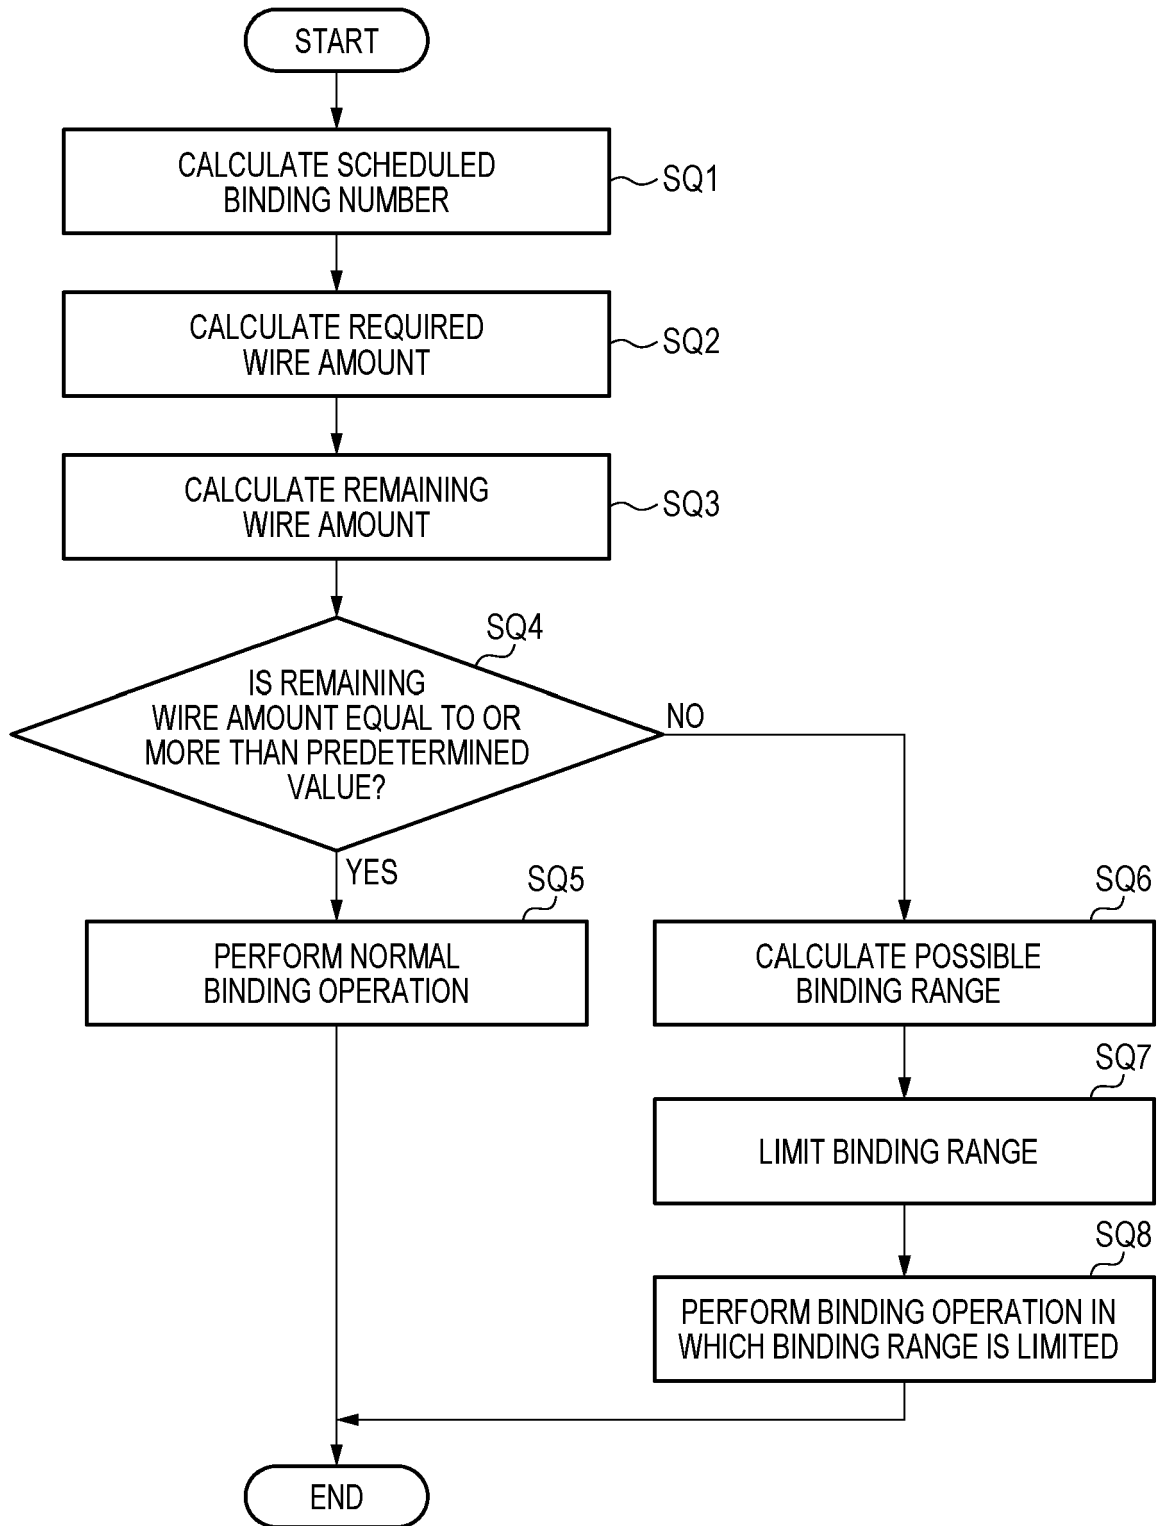 START
CALCULATE SCHEDULED
BINDING NUMBER
SQ1
CALCULATE REQUIRED
WIRE AMOUNT
SQ2
CALCULATE REMAINING
WIRE AMOUNT
SQ3
SQ4
IS REMAINING
WIRE AMOUNT EQUAL TO OR
MORE THAN PREDETERMINED
VALUE?
NO
YES
SQ5
PERFORM NORMAL
BINDING OPERATION
SQ6
CALCULATE POSSIBLE
BINDING RANGE
SQ7
LIMIT BINDING RANGE
SQ8
PERFORM BINDING OPERATION IN
WHICH BINDING RANGE IS LIMITED
END